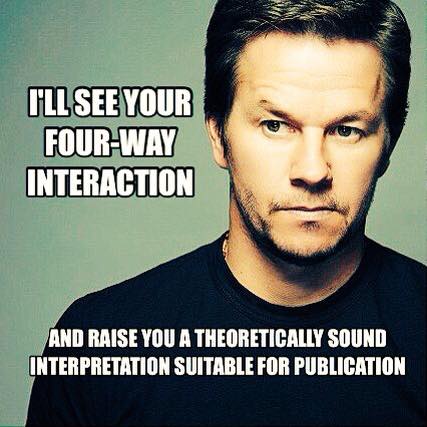 I'LL SEE YOUR
FOUR-WAY
INTERACTION
AND RAISE YOU A THEORETICALLY SOUND
INTERPRETATION SUITABLE FOR PUBLICATION